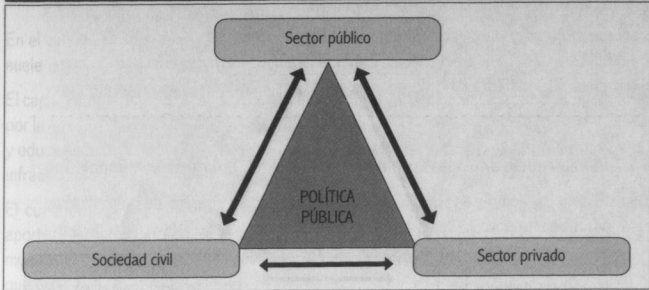 Sector público
POLÍTICA
PÚBLICA
Sociedad civil
Sector privado